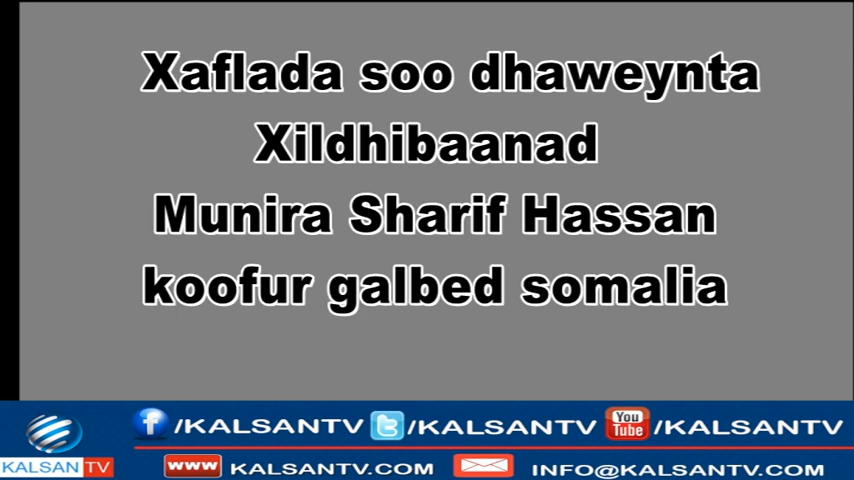 Xaflada soo dhaweynta
Xildhibaanad
Munira Sharif Hassan
koofur galbed somalia
f /KALSANTV t /KALSANTV You Tube /KALSANTV
KALSAN TV www KALSANTV.COM INFO@KALSANTV.COM